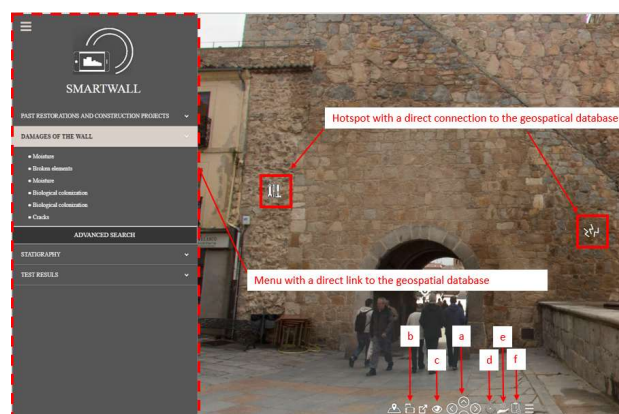 SMARTWALL
PAST RESTORATIONS AND CONSTRUCTION PROJECTS
DAMAGES OF THE WALL
• Moisture
• Broken elements
• Moisture
• Biological colonization
• Biological colonization
• Cracks
ADVANCED SEARCH
STATIGRAPHY
TEST RESULS
Hotspot with a direct connection to the geospatical database
Menu with a direct link to the geospatial database
b
c
a
d
e
f